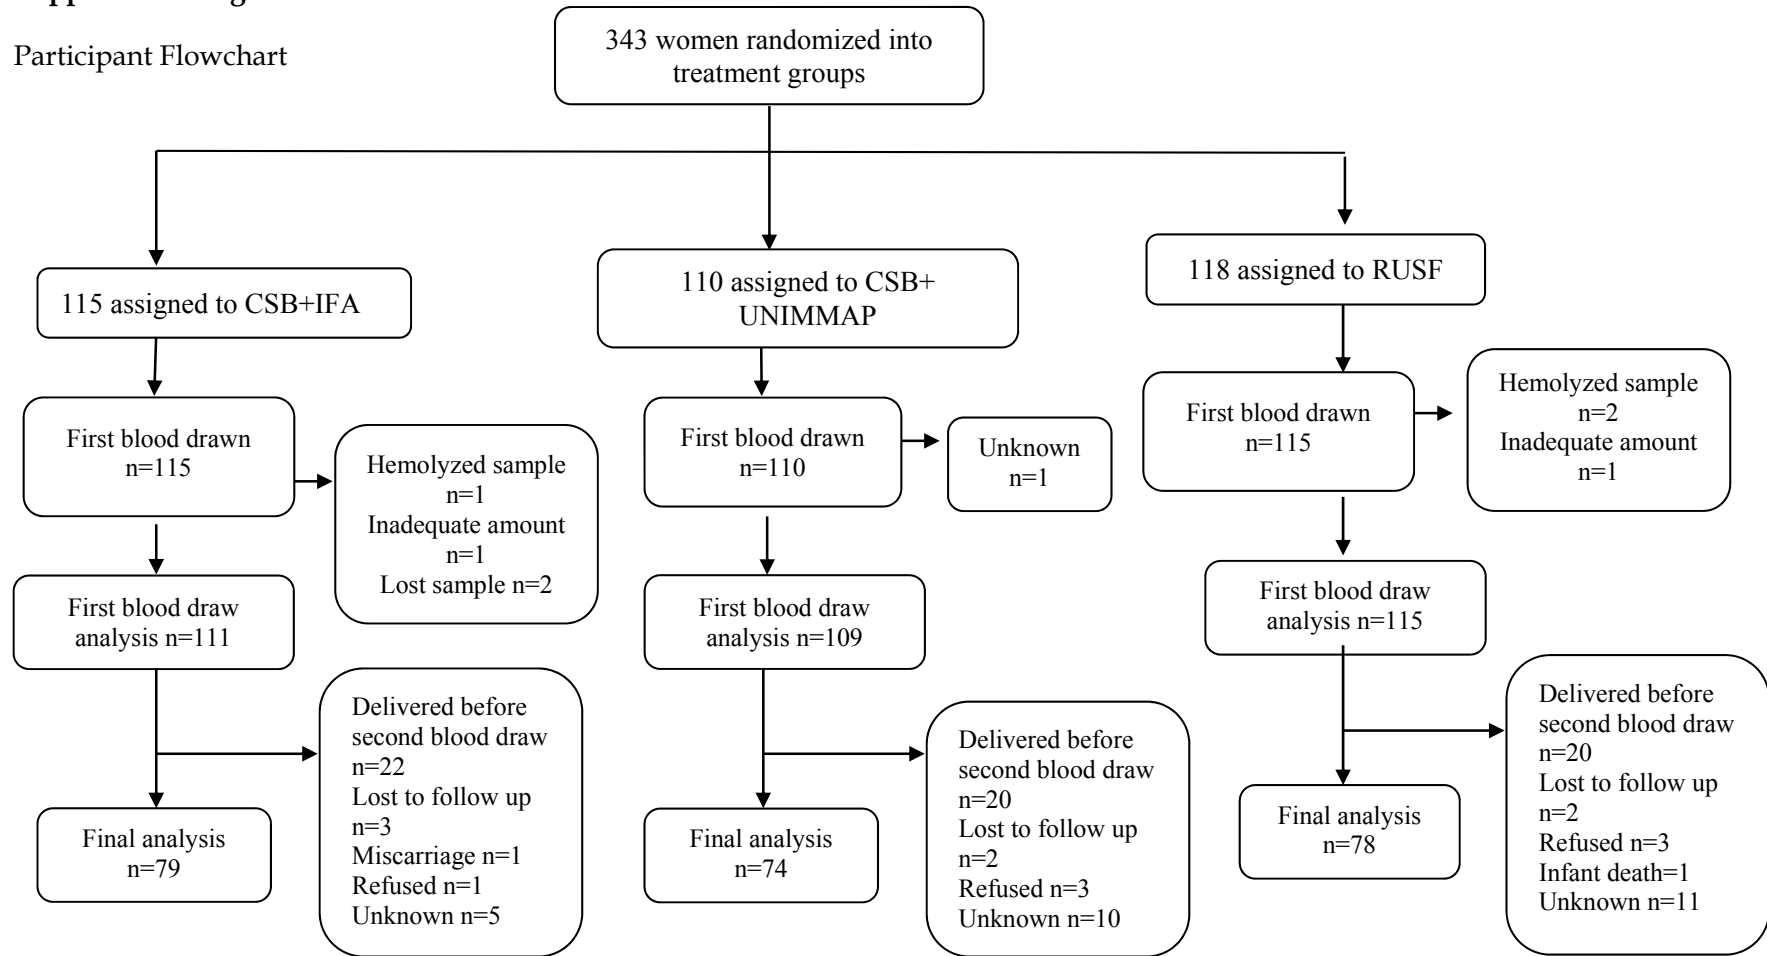 Participant Flowchart
343 women randomized into
treatment groups
115 assigned to CSB+IFA
110 assigned to CSB+
UNIMMAP
118 assigned to RUSF
First blood drawn
n=115
Hemolyzed sample
n=1
Inadequate amount
n=1
Lost sample n=2
First blood drawn
n=110
Unknown
n=1
First blood drawn
n=115
Hemolyzed sample
n=2
Inadequate amount
n=1
First blood draw
analysis n=111
First blood draw
analysis n=109
First blood draw
analysis n=115
Delivered before
second blood draw
n=22
Lost to follow up
n=3
Miscarriage n=1
Refused n=1
Unknown n=5
Delivered before
second blood draw
n=20
Lost to follow up
n=2
Refused n=3
Unknown n=10
Delivered before
second blood draw
n=20
Lost to follow up
n=2
Refused n=3
Infant death=1
Unknown n=11
Final analysis
n=79
Final analysis
n=74
Final analysis
n=78